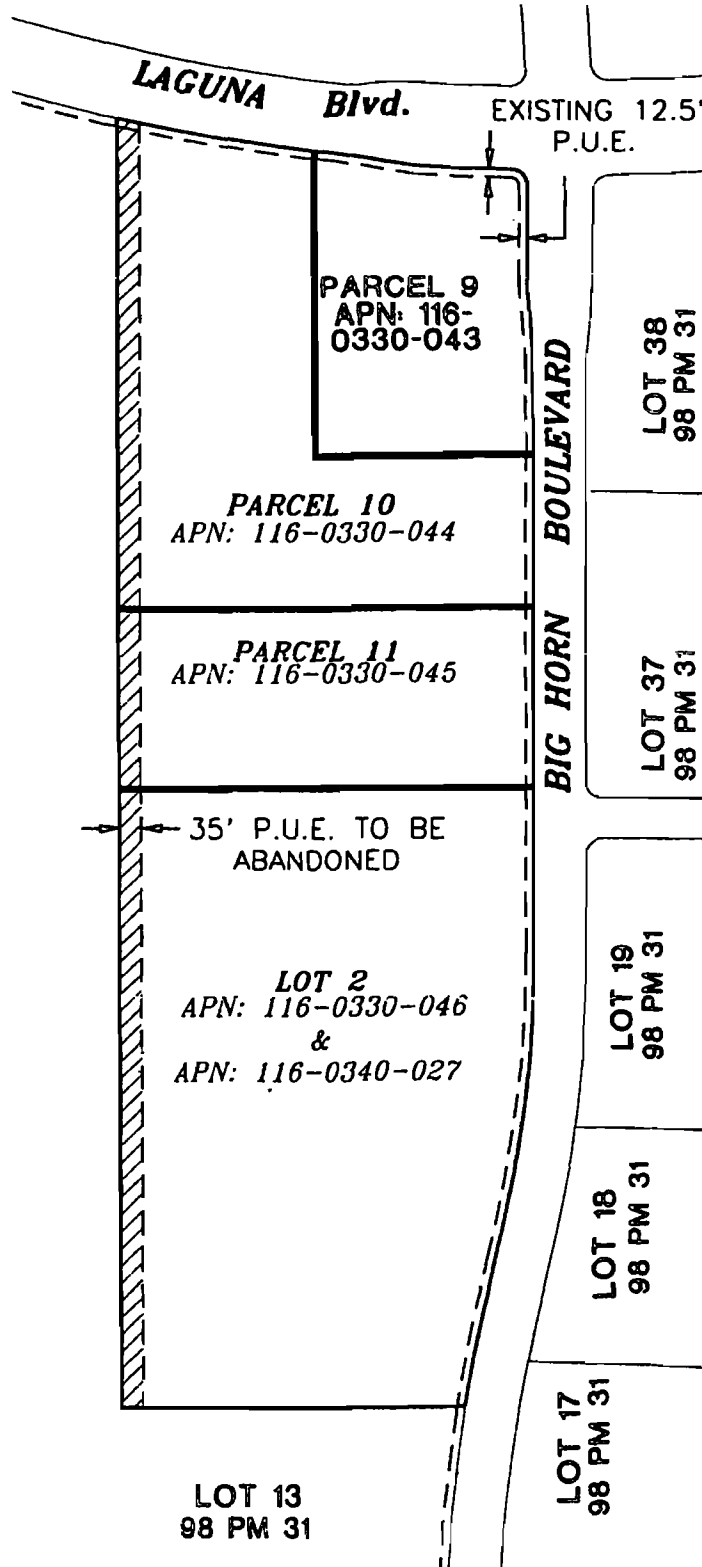 LAGUNA Blvd.
EXISTING 12.5'
P.U.E.
PARCEL 9
APN: 116-
0330-043
LOT 38
98 PM 31
BIG HORN BOULEVARD
PARCEL 10
APN: 116-0330-044
PARCEL 11
APN: 116-0330-045
LOT 37
98 PM 31
35' P.U.E. TO BE
ABANDONED
LOT 2
APN: 116-0330-046
&
APN: 116-0340-027
LOT 19
98 PM 31
LOT 18
98 PM 31
LOT 17
98 PM 31
LOT 13
98 PM 31